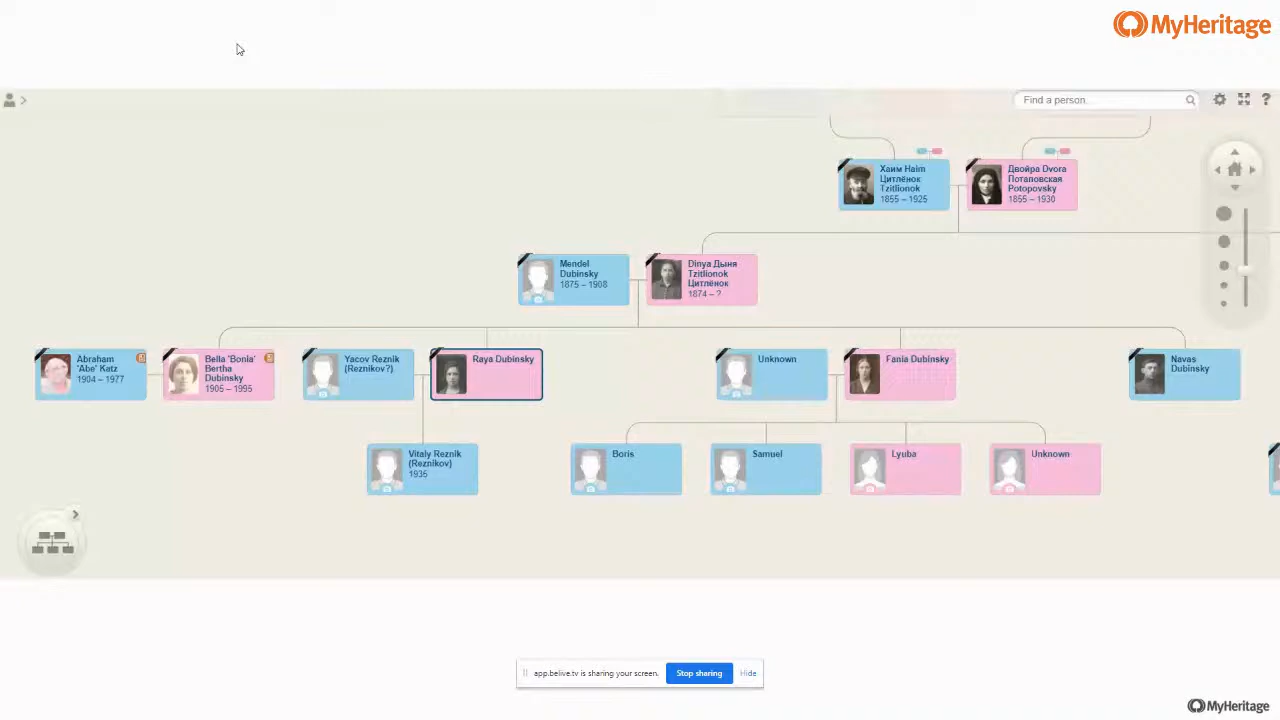 MyHeritage
Find a person...
?
Хаим Haim
Цитлёнок
Tzitlionok
1855 – 1925
Двойра Dvora
Потаповская
Potopovsky
1855 – 1930
Mendel
Dubinsky
1875 – 1908
Dinya Дыня
Tzitlionok
Цитлёнок
1874 – ?
Abraham
'Abe' Katz
1904 – 1977
Bella 'Bonia'
Bertha
Dubinsky
1905 – 1995
Yacov Reznik
(Reznikov?)
Raya Dubinsky
Unknown
Fania Dubinsky
Navas
Dubinsky
Vitaly Reznik
(Reznikov)
1935
Boris
Samuel
Lyuba
Unknown
app.belive.tv is sharing your screen.
Stop sharing
Hide
MyHeritage